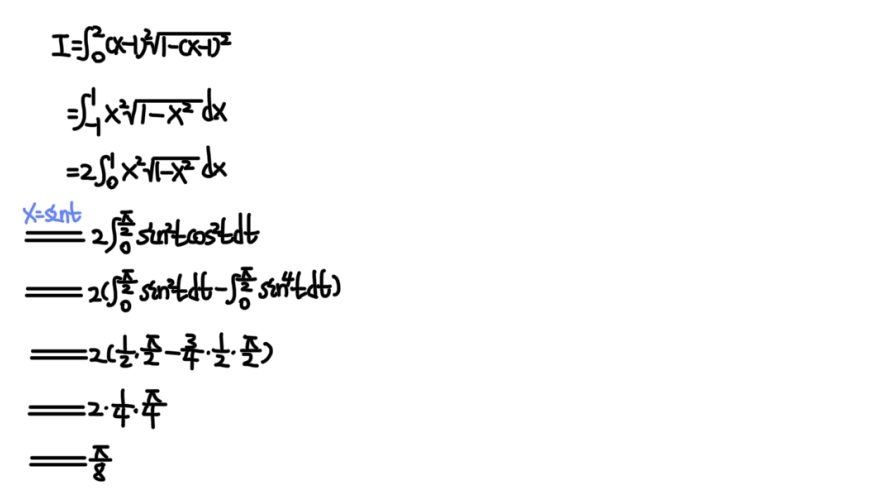 I=∫₀²(x-1)²√(1-(x-1)²)
=∫₋₁¹x²√(1-x²)dx
=2∫₀¹x²√(1-x²)dx
x=sint
═ 2∫₀^(π/2)sin²tcos²tdt
═ 2(∫₀^(π/2)sin²tdt-∫₀^(π/2)sin⁴tdt)
═ 2(1/2·π/2-3/4·1/2·π/2)
═ 2·1/4·π/4
═ π/8